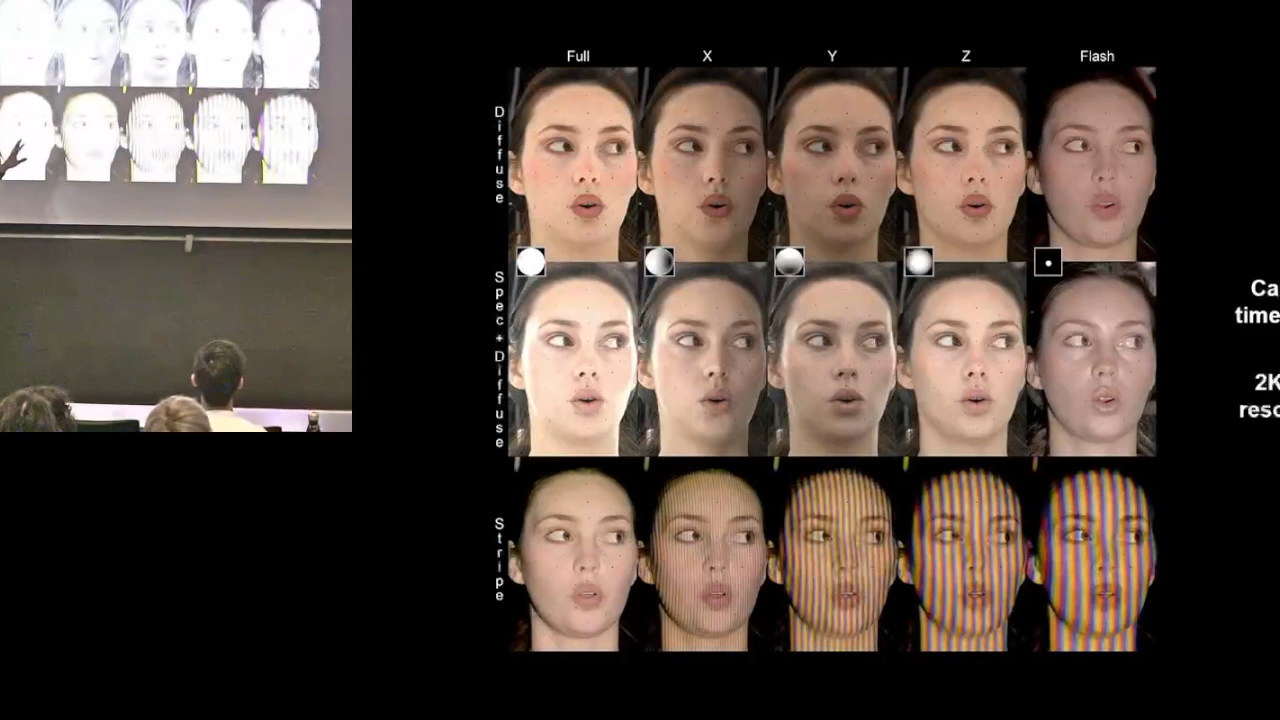 Full X Y Z Flash
Diffuse
Spec + Diffuse
Ca
time
2K
reso
Stripe